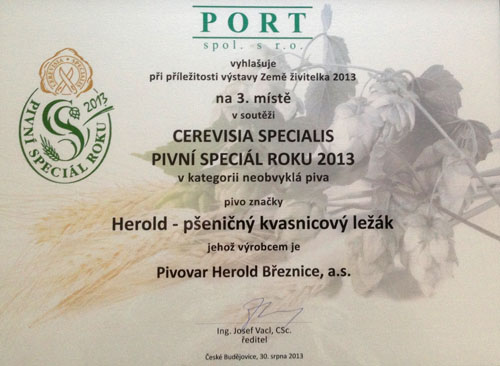 PORT
spol. s r.o.
vyhlašuje
při příležitosti výstavy Země živitelka 2013
na 3. místě
v soutěži
CEREVISIA SPECIALIS
PIVNÍ SPECIÁL ROKU 2013
v kategorii neobvyklá piva
pivo značky
Herold - pšeničný kvasnicový ležák
jehož výrobcem je
Pivovar Herold Březnice, a.s.
Ing. Josef Vacl, CSc.
ředitel
České Budějovice, 30. srpna 2013
CEREVISIA SPECIALIS
2013
PIVNÍ SPECIÁL ROKU